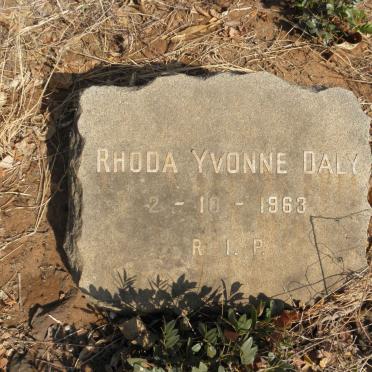 RHODA YVONNE DALY
2 - 10 - 1963
R.I.P.